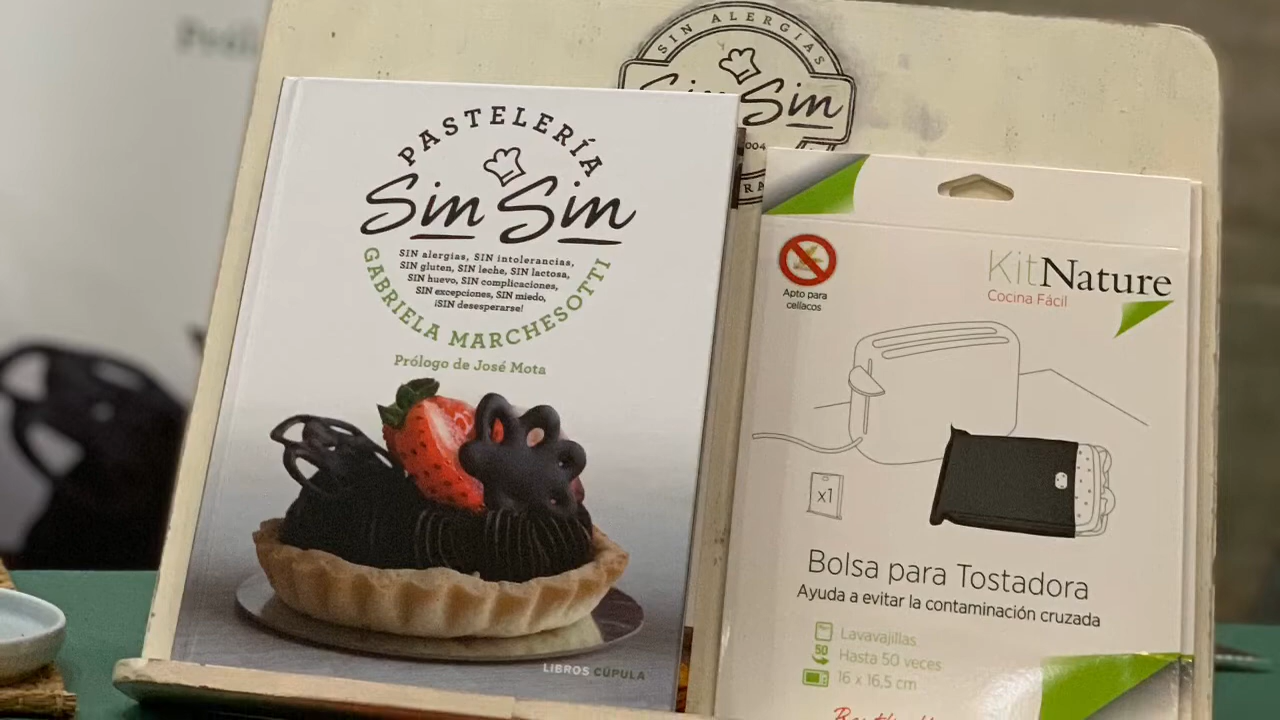 SIN ALERGIAS
Sin Sin
PASTELERÍA
Sin Sin
SIN alergias, SIN intolerancias,
SIN gluten, SIN leche, SIN lactosa,
SIN huevo, SIN complicaciones,
SIN excepciones, SIN miedo,
¡SIN desesperarse!
GABRIELA MARCHESOTTI
Prólogo de José Mota
LIBROS CÚPULA
Apto para
celíacos
KitNature
Cocina Fácil
x1
Bolsa para Tostadora
Ayuda a evitar la contaminación cruzada
Lavavajillas
50
Hasta 50 veces
16 x 16,5 cm